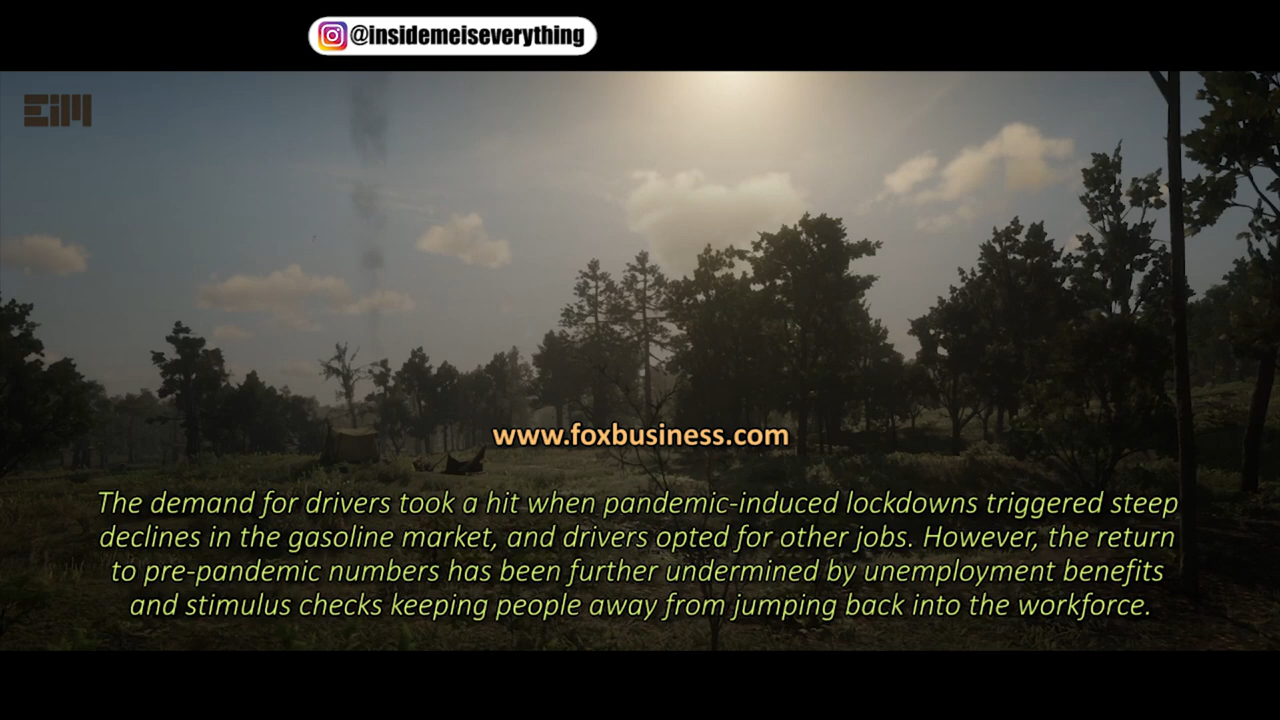 @insidemeiseverything
EiM
www.foxbusiness.com
The demand for drivers took a hit when pandemic-induced lockdowns triggered steep
declines in the gasoline market, and drivers opted for other jobs. However, the return
to pre-pandemic numbers has been further undermined by unemployment benefits
and stimulus checks keeping people away from jumping back into the workforce.